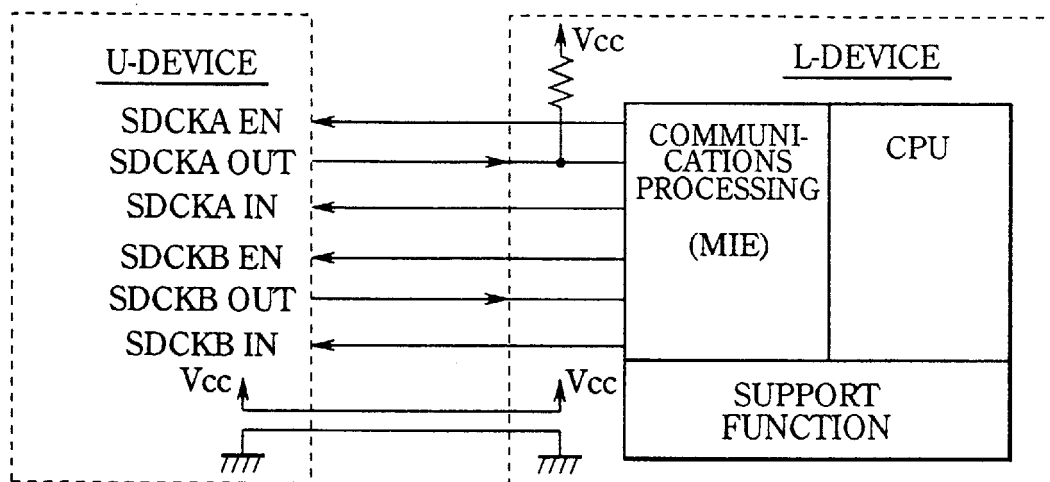 U-DEVICE
SDCKA EN
SDCKA OUT
SDCKA IN
SDCKB EN
SDCKB OUT
SDCKB IN
Vcc
Vcc
Vcc
L-DEVICE
COMMUNI-
CATIONS
PROCESSING
(MIE)
CPU
SUPPORT
FUNCTION